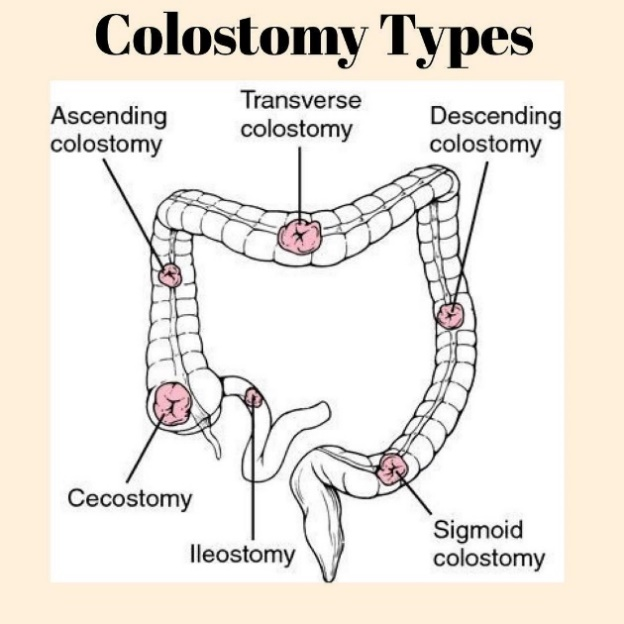 Colostomy Types
Ascending
colostomy
Transverse
colostomy
Descending
colostomy
Cecostomy
Ileostomy
Sigmoid
colostomy